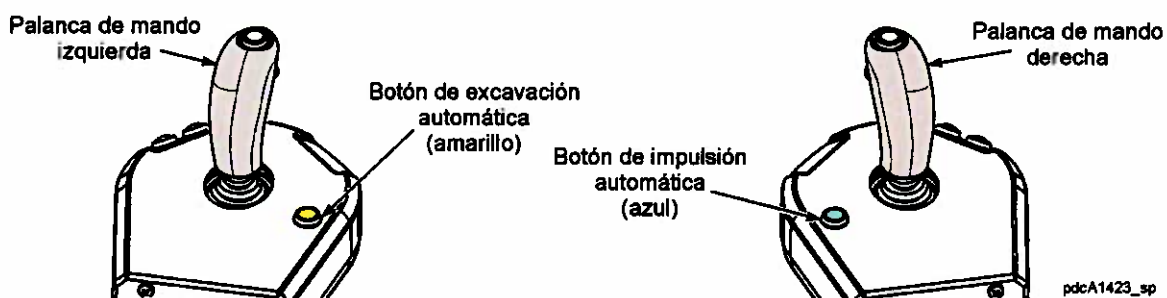 Palanca de mando
izquierda
Botón de excavación
automática
(amarillo)
Botón de impulsión
automática
(azul)
Palanca de mando
derecha
pdcA1423_sp